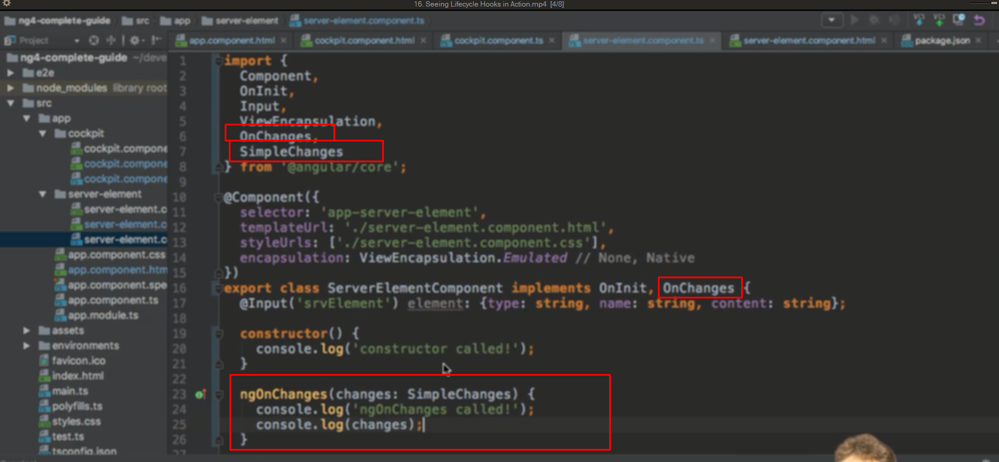 16. Seeing Lifecycle Hooks in Action.mp4 [4/8]
ng4-complete-guide src app server-element server-element.component.ts
Project
app.component.html cockpit.component.html cockpit.component.ts server-element.component.ts server-element.component.html package.json
ng4-complete-guide ~/deve
e2e
node_modules library root
src
app
cockpit
cockpit.compone
cockpit.compone
cockpit.compone
server-element
server-element.c
server-element.c
server-element.c
app.component.css
app.component.htm
app.component.spe
app.component.ts
app.module.ts
assets
environments
favicon.ico
index.html
main.ts
polyfills.ts
styles.css
test.ts
tsconfig.json
1 import {
2 Component,
3 OnInit,
4 Input,
5 ViewEncapsulation,
6 OnChanges,
7 SimpleChanges
8 } from '@angular/core';
9
10 @Component({
11 selector: 'app-server-element',
12 templateUrl: './server-element.component.html',
13 styleUrls: ['./server-element.component.css'],
14 encapsulation: ViewEncapsulation.Emulated // None, Native
15 })
16 export class ServerElementComponent implements OnInit, OnChanges {
17 @Input('srvElement') element: {type: string, name: string, content: string};
18
19 constructor() {
20 console.log('constructor called!');
21 }
22
23 ngOnChanges(changes: SimpleChanges) {
24 console.log('ngOnChanges called!');
25 console.log(changes);
26 }
27